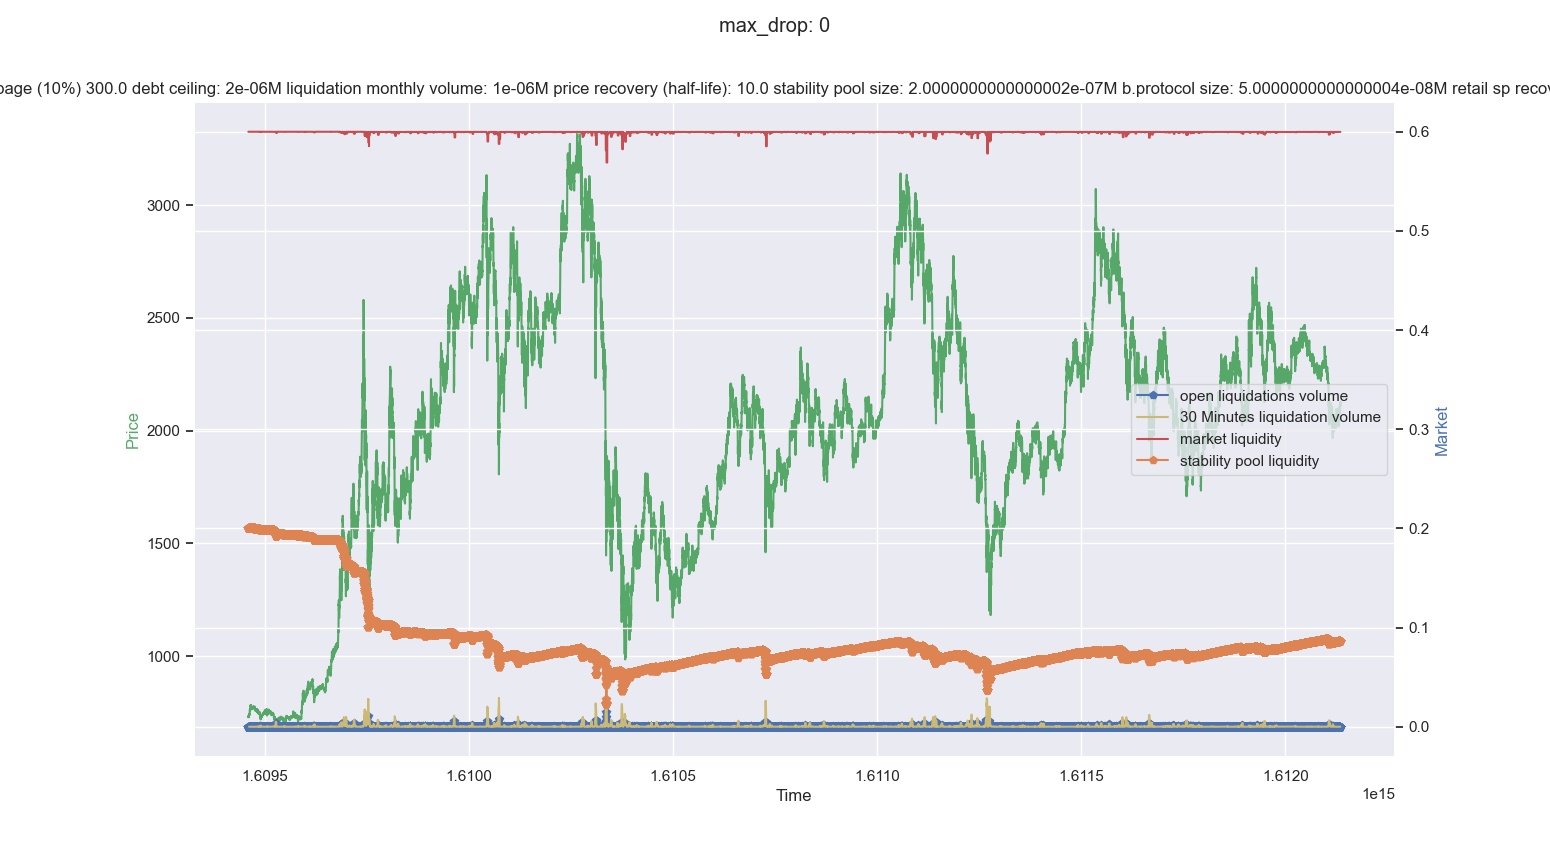 max_drop: 0
page (10%) 300.0 debt ceiling: 2e-06M liquidation monthly volume: 1e-06M price recovery (half-life): 10.0 stability pool size: 2.0000000000000002e-07M b.protocol size: 5.0000000000000004e-08M retail sp recov
3000
2500
2000
1500
1000
Price
0.6
0.5
0.4
0.3
0.2
0.1
0.0
Market
open liquidations volume
30 Minutes liquidation volume
market liquidity
stability pool liquidity
1.6095
1.6100
1.6105
1.6110
1.6115
1.6120
1e15
Time